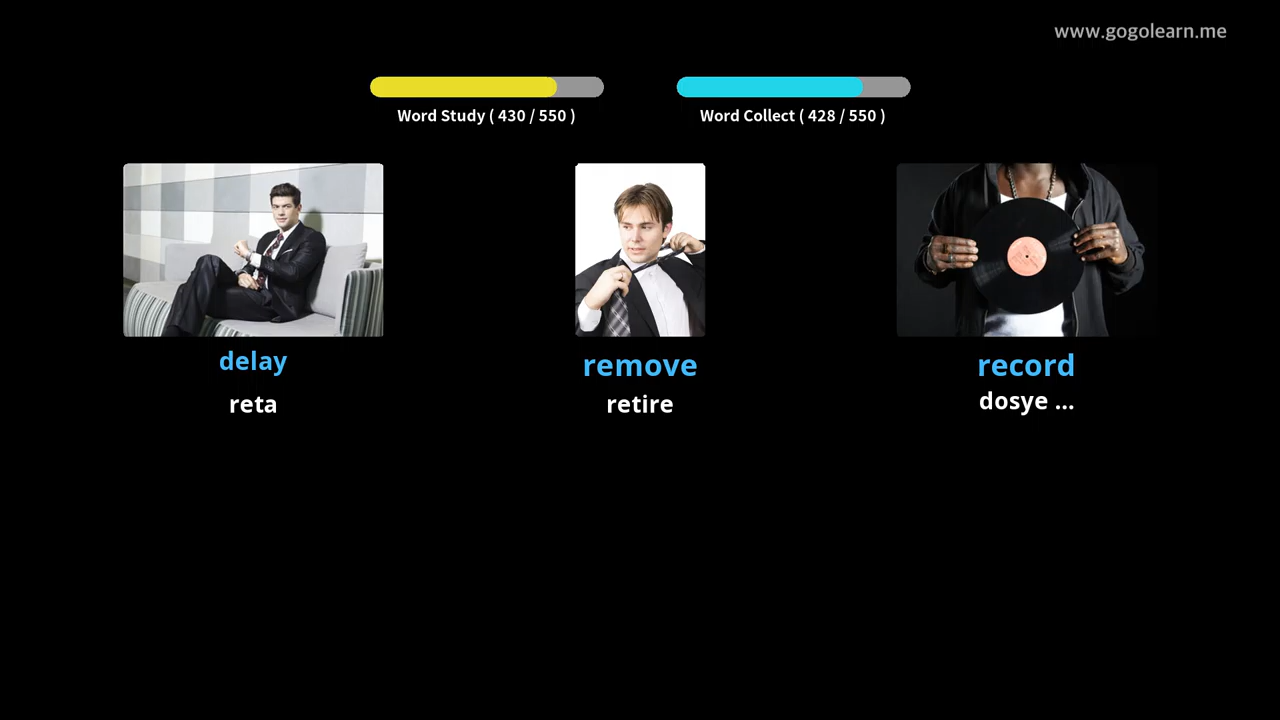 www.gogolearn.me
Word Study ( 430 / 550 )
Word Collect ( 428 / 550 )
delay
remove
record
reta
retire
dosye ...